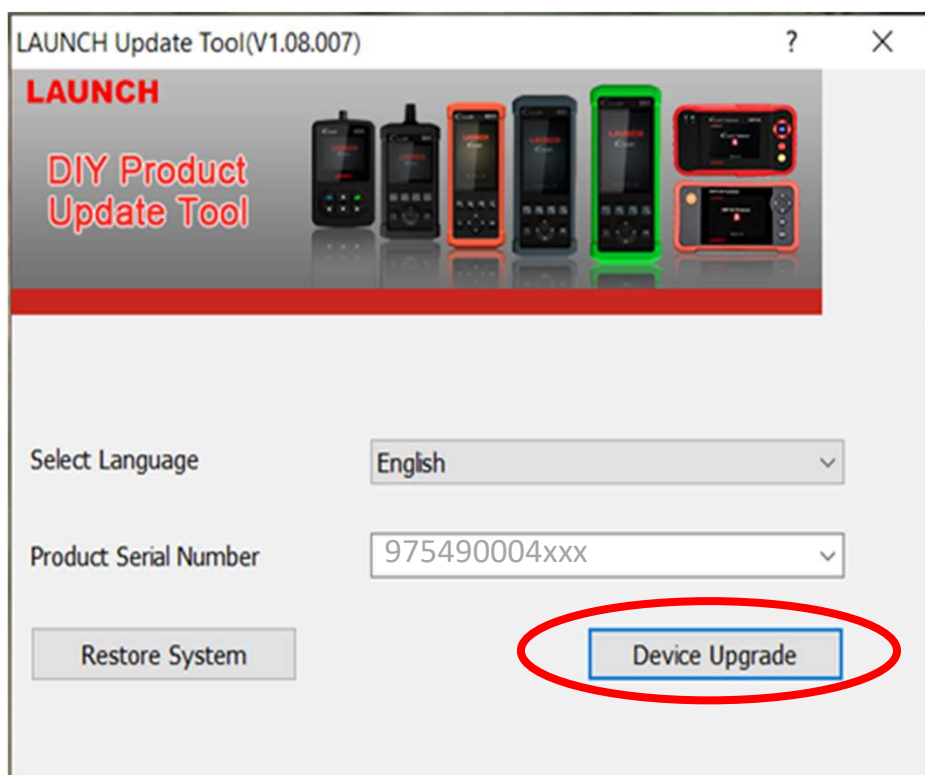 LAUNCH Update Tool(V1.08.007)
?
LAUNCH
DIY Product
Update Tool
Select Language
English
Product Serial Number
975490004xxx
Restore System
Device Upgrade